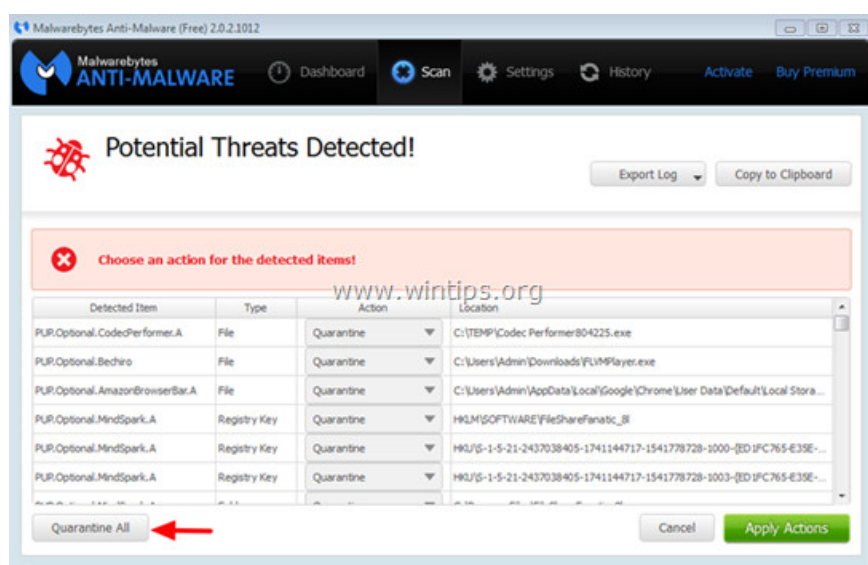 Malwarebytes Anti-Malware (Free) 2.0.2.1012
Malwarebytes
ANTI-MALWARE
Dashboard Scan Settings History Activate Buy Premium
Potential Threats Detected!
Export Log Copy to Clipboard
Choose an action for the detected items!
www.wintips.org
Detected Item Type Action Location
PUP.Optional.CodecPerformer.A File Quarantine C:\TEMP\Codec Performer804225.exe
PUP.Optional.Bechiro File Quarantine C:\Users\Admin\Downloads\FLVMPlayer.exe
PUP.Optional.AmazonBrowserBar.A File Quarantine C:\Users\Admin\AppData\Local\Google\Chrome\User Data\Default\Local Stora...
PUP.Optional.MindSpark.A Registry Key Quarantine HKLM\SOFTWARE\FileShareFanatic_8l
PUP.Optional.MindSpark.A Registry Key Quarantine HKU\S-1-5-21-2437038405-1741144717-1541778728-1000-{ED1FC765-E35E-...
PUP.Optional.MindSpark.A Registry Key Quarantine HKU\S-1-5-21-2437038405-1741144717-1541778728-1003-{ED1FC765-E35E-...
Quarantine All Cancel Apply Actions